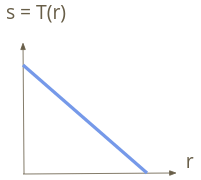 s = T(r)
r